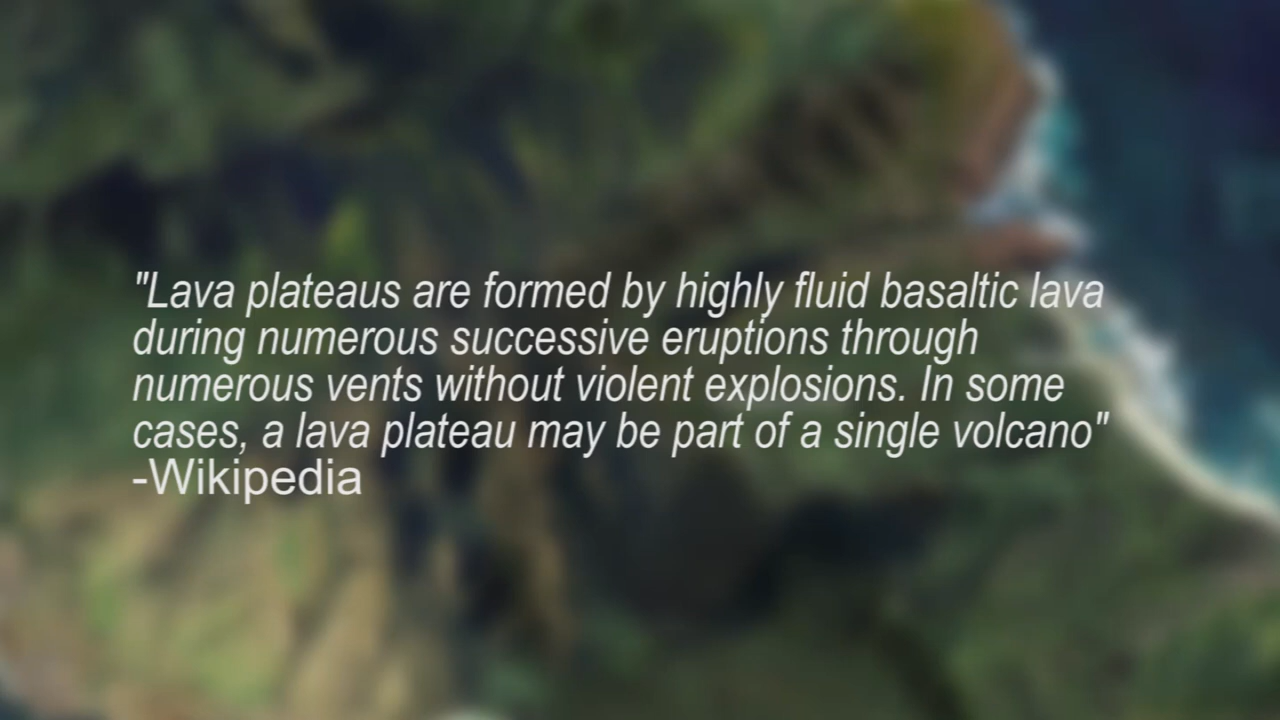 "Lava plateaus are formed by highly fluid basaltic lava
during numerous successive eruptions through
numerous vents without violent explosions. In some
cases, a lava plateau may be part of a single volcano"
-Wikipedia